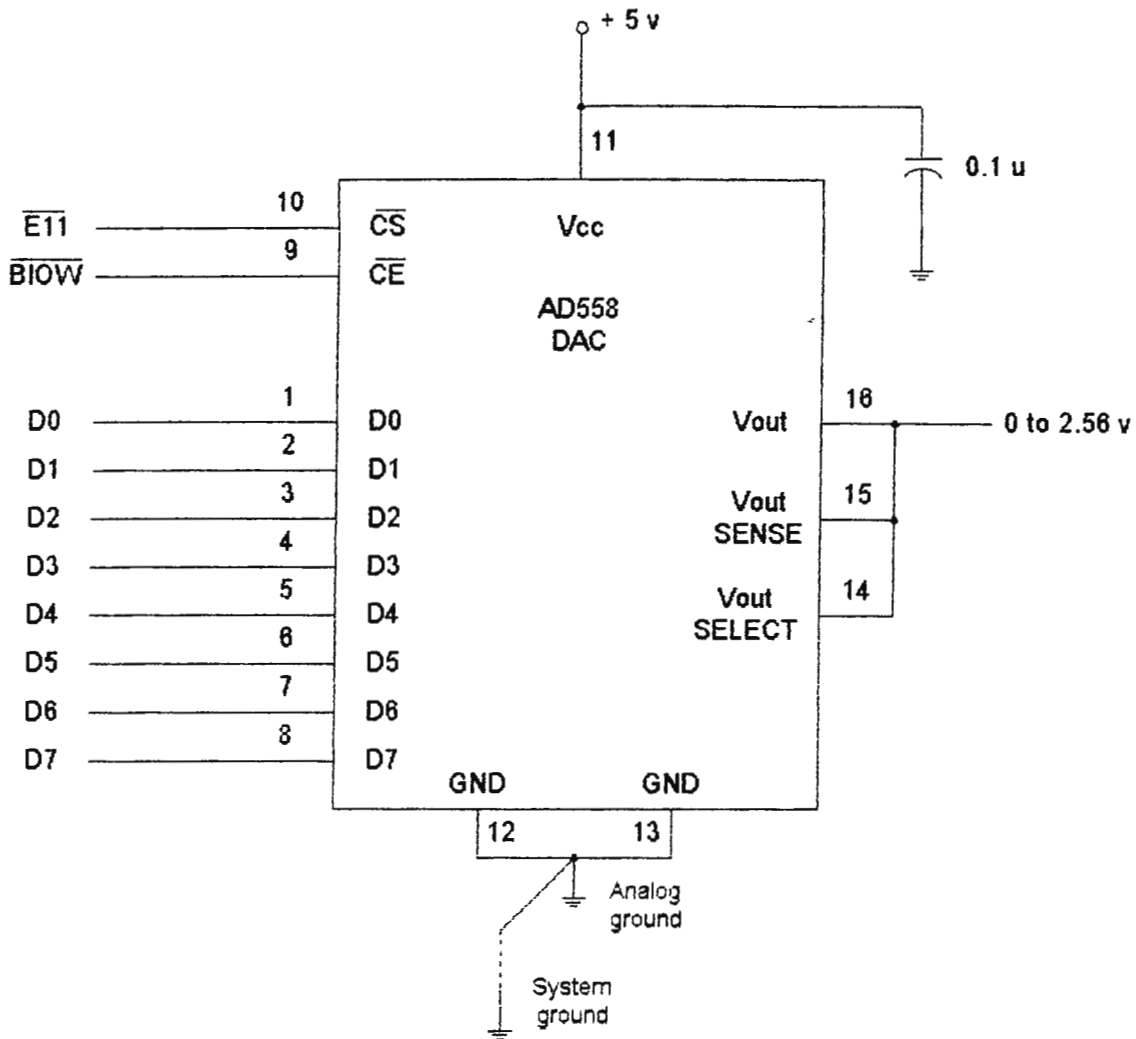 + 5 v
11
0.1 u
10
E11
CS
Vcc
9
BIOW
CE
AD558
DAC
1
D0
D0
Vout
16
0 to 2.56 v
2
D1
D1
3
D2
D2
Vout
SENSE
15
4
D3
D3
5
D4
D4
Vout
SELECT
14
6
D5
D5
7
D6
D6
8
D7
D7
GND
GND
12
13
Analog
ground
System
ground